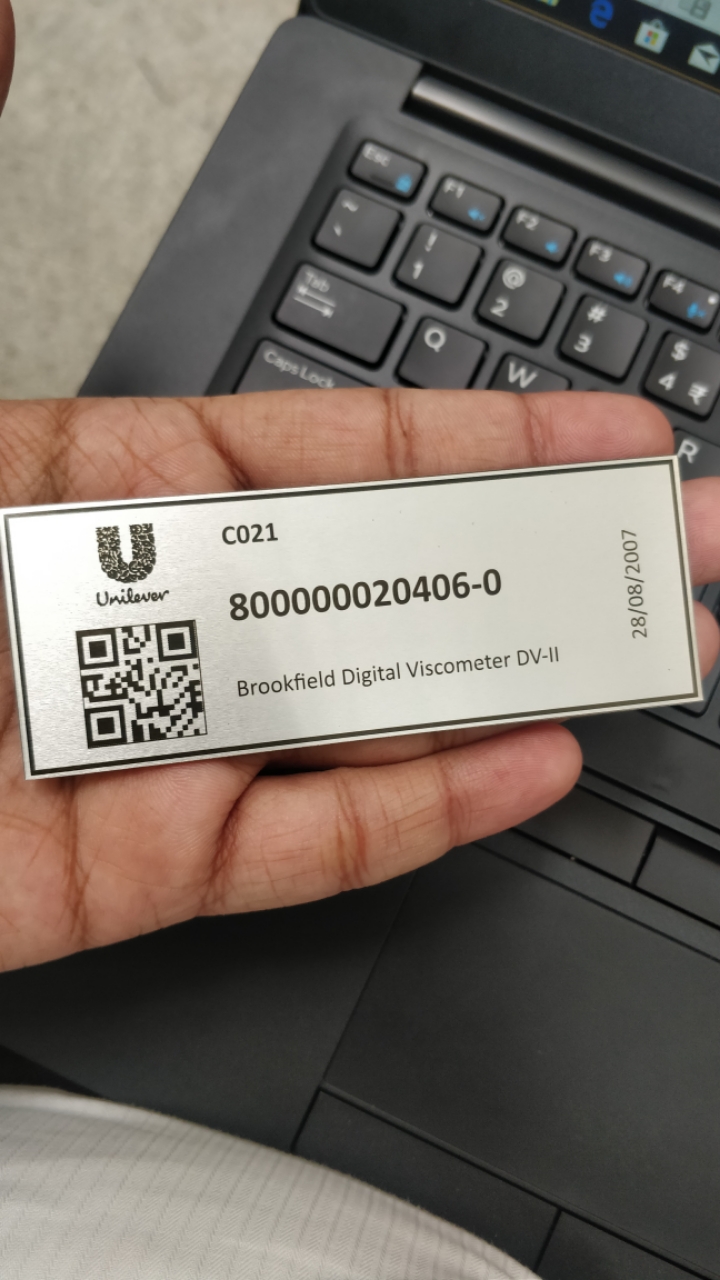 Esc
F1
F2
F3
F4
~
`
!
1
@
2
#
3
$
4 ₹
Tab
Q
W
R
Caps Lock
Unilever
C021
800000020406-0
Brookfield Digital Viscometer DV-II
28/08/2007